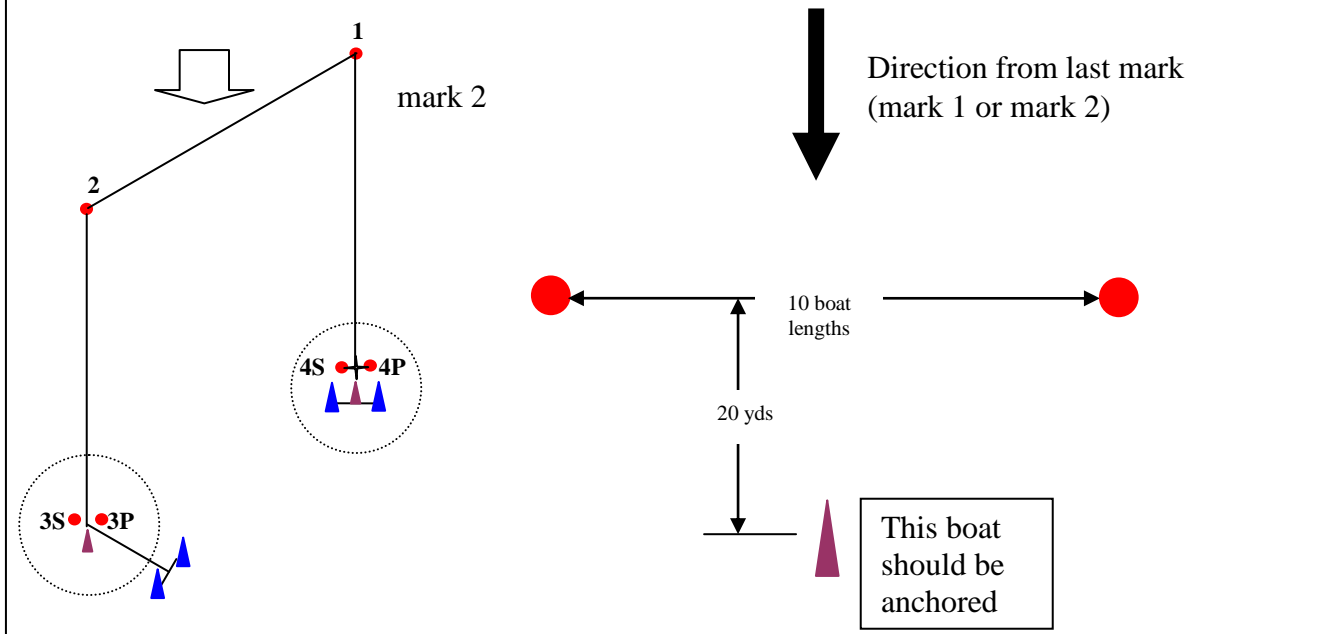 1
mark 2
2
4S
4P
3S
3P
Direction from last mark
(mark 1 or mark 2)
10 boat
lengths
20 yds
This boat
should be
anchored